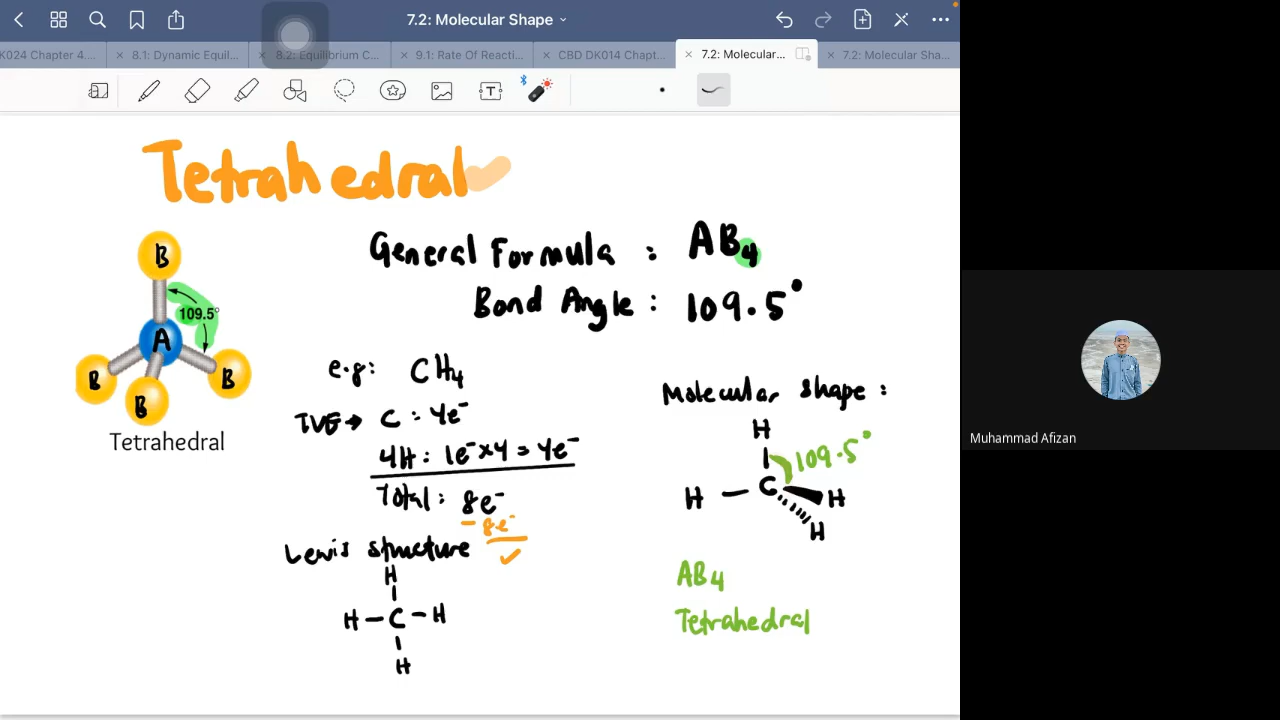 7.2: Molecular Shape
K024 Chapter 4....
8.1: Dynamic Equil...
8.2: Equilibrium C...
9.1: Rate Of Reacti...
CBD DK014 Chapt...
7.2: Molecular...
7.2: Molecular Sha...
T
Tetrahedral
General Formula : AB4
Bond Angle : 109.5°
B
109.5°
A
B
B
B
Tetrahedral
e.g: CH4
TVE → C : 4e⁻
4H : 1e⁻ x 4 = 4e⁻
Total : 8e⁻
- 8e⁻
✓
Lewis structure
H
H - C - H
H
Molecular shape :
H
109.5°
H - C H
H
AB4
Tetrahedral
Muhammad Afizan